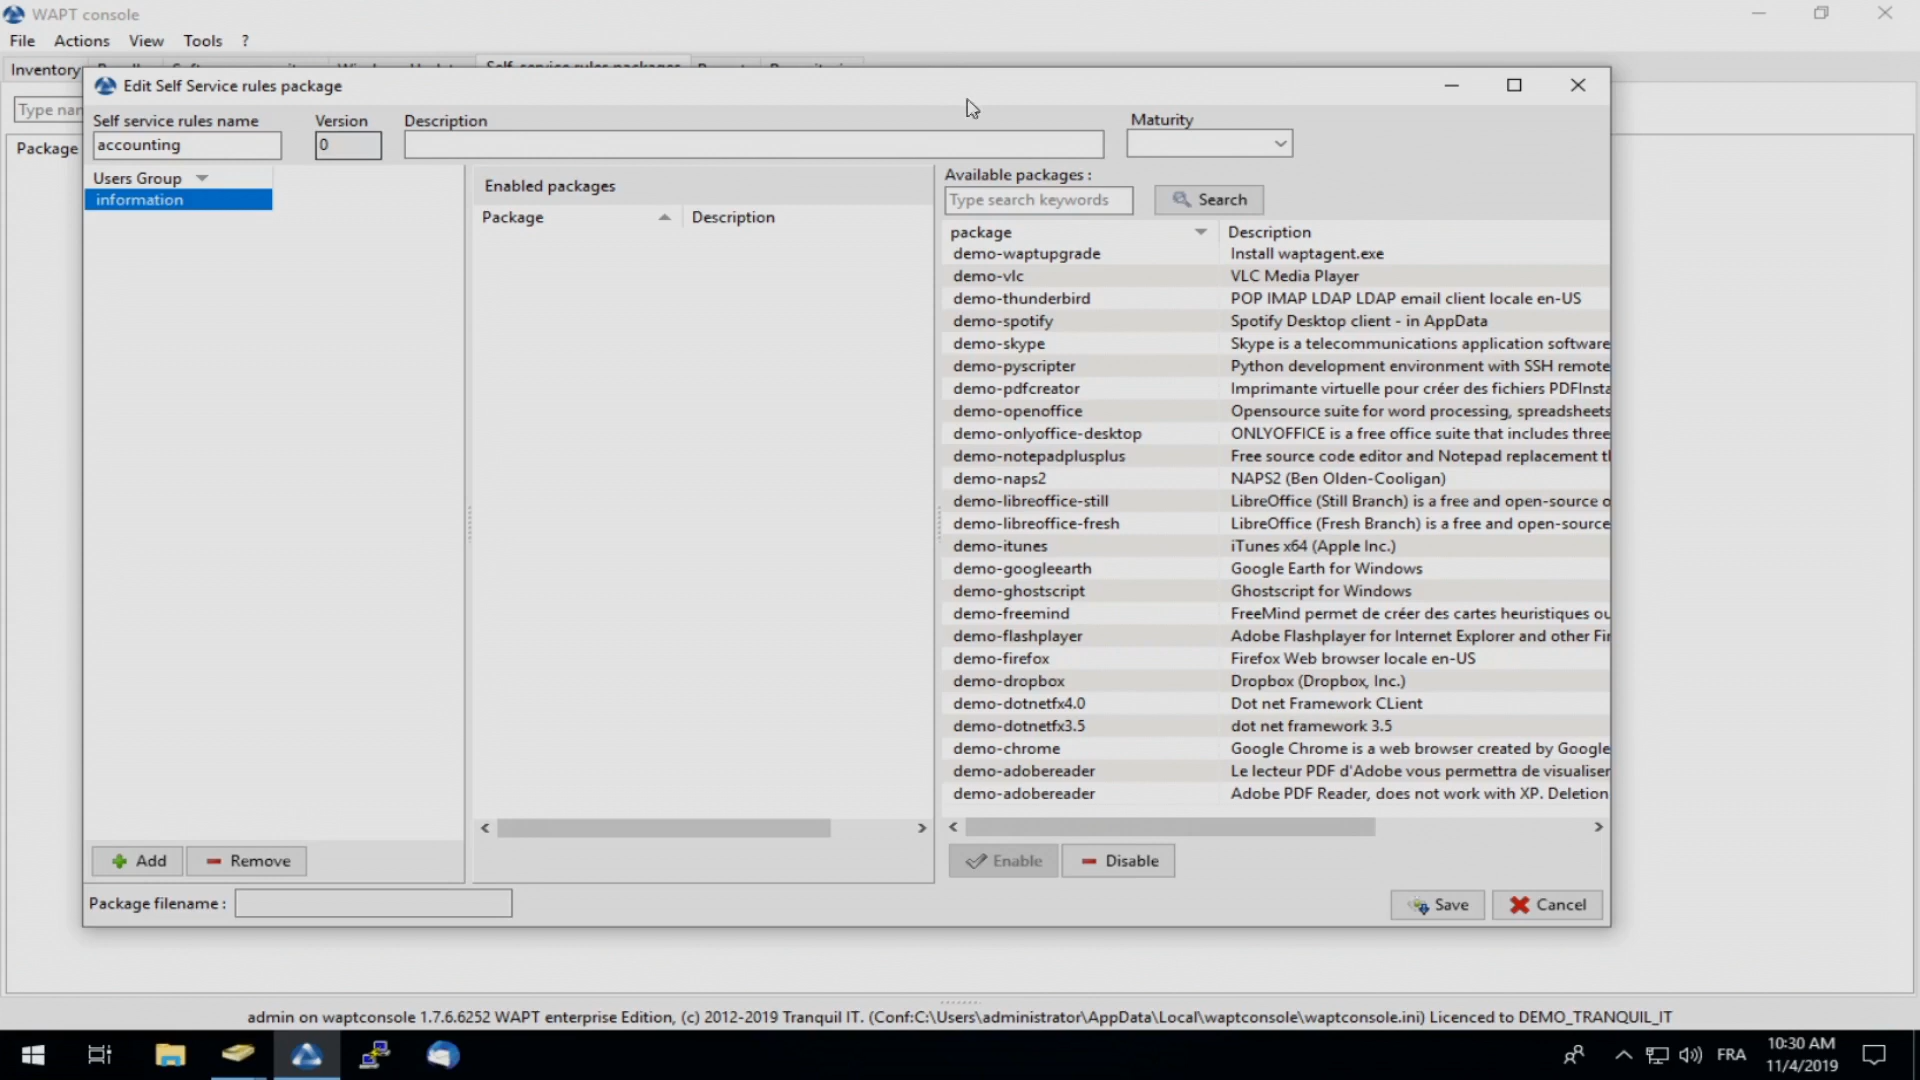 WAPT console
File Actions View Tools ?
Inventory
Self-service rules packages
Type nam
Package
Edit Self Service rules package
Self service rules name Version Description Maturity
accounting 0
Users Group
information
Enabled packages
Package Description
Available packages :
Type search keywords Search
package Description
demo-waptupgrade Install waptagent.exe
demo-vlc VLC Media Player
demo-thunderbird POP IMAP LDAP LDAP email client locale en-US
demo-spotify Spotify Desktop client - in AppData
demo-skype Skype is a telecommunications application software
demo-pyscripter Python development environment with SSH remote
demo-pdfcreator Imprimante virtuelle pour créer des fichiers PDFInsta
demo-openoffice Opensource suite for word processing, spreadsheets
demo-onlyoffice-desktop ONLYOFFICE is a free office suite that includes three
demo-notepadplusplus Free source code editor and Notepad replacement t
demo-naps2 NAPS2 (Ben Olden-Cooligan)
demo-libreoffice-still LibreOffice (Still Branch) is a free and open-source o
demo-libreoffice-fresh LibreOffice (Fresh Branch) is a free and open-source
demo-itunes iTunes x64 (Apple Inc.)
demo-googleearth Google Earth for Windows
demo-ghostscript Ghostscript for Windows
demo-freemind FreeMind permet de créer des cartes heuristiques ou
demo-flashplayer Adobe Flashplayer for Internet Explorer and other Fir
demo-firefox Firefox Web browser locale en-US
demo-dropbox Dropbox (Dropbox, Inc.)
demo-dotnetfx4.0 Dot net Framework CLient
demo-dotnetfx3.5 dot net framework 3.5
demo-chrome Google Chrome is a web browser created by Google
demo-adobereader Le lecteur PDF d'Adobe vous permettra de visualiser
demo-adobereader Adobe PDF Reader, does not work with XP. Deletion
Add Remove
Enable Disable
Package filename :
Save Cancel
admin on waptconsole 1.7.6.6252 WAPT enterprise Edition, (c) 2012-2019 Tranquil IT. (Conf:C:\Users\administrator\AppData\Local\waptconsole\waptconsole.ini) Licenced to DEMO_TRANQUIL_IT
FRA
10:30 AM
11/4/2019